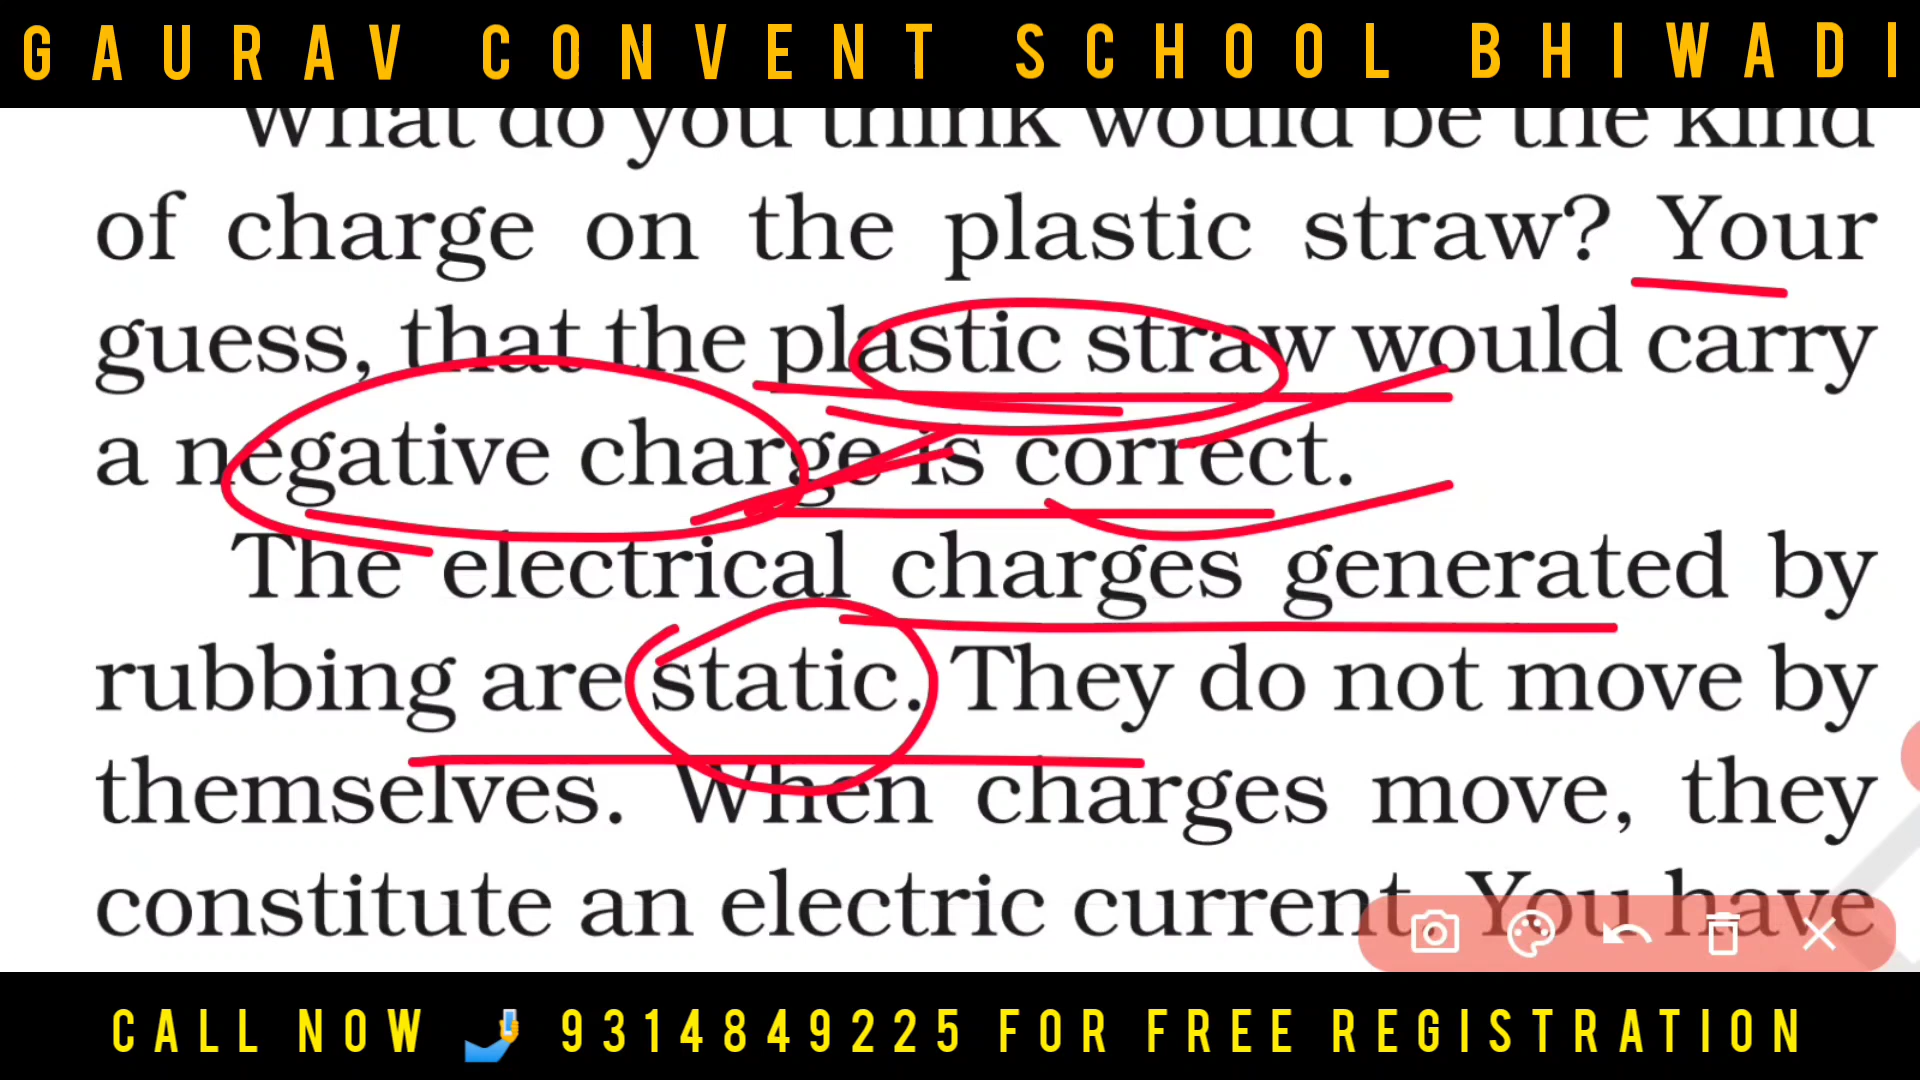 GAURAV CONVENT SCHOOL BHIWADI
What do you think would be the kind
of charge on the plastic straw? Your
guess, that the plastic straw would carry
a negative charge is correct.
The electrical charges generated by
rubbing are static. They do not move by
themselves. When charges move, they
constitute an electric current. You have
CALL NOW 🤳 9314849225 FOR FREE REGISTRATION